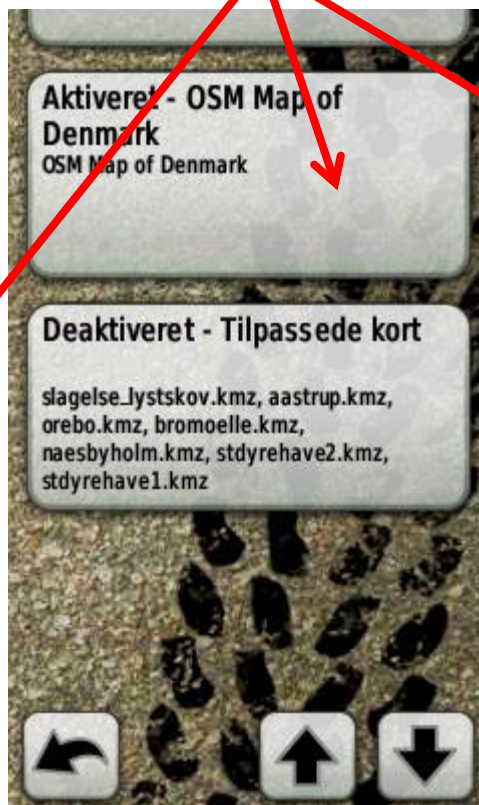 Aktiveret - OSM Map of
Denmark
OSM Map of Denmark
Deaktiveret - Tilpassede kort
slagelse_lystskov.kmz, aastrup.kmz,
orebo.kmz, bromoelle.kmz,
naesbyholm.kmz, stdyrehave2.kmz,
stdyrehave1.kmz